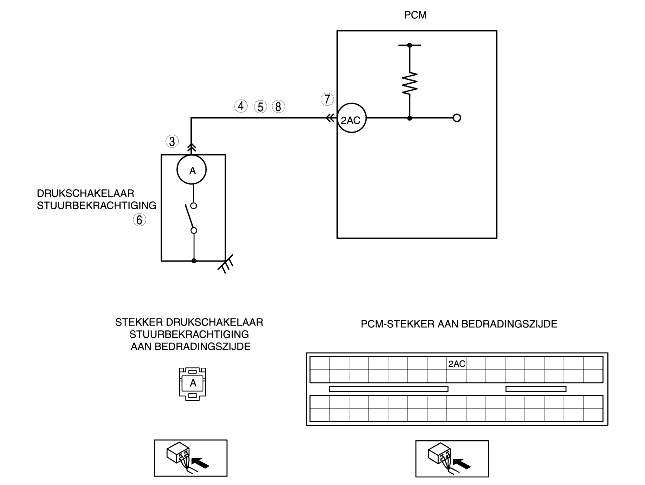 PCM
④ ⑤ ⑧ ⑦
2AC
③
A
DRUKSCHAKELAAR
STUURBEKRACHTIGING
⑥
STEKKER DRUKSCHAKELAAR
STUURBEKRACHTIGING
AAN BEDRADINGSZIJDE
A
PCM-STEKKER AAN BEDRADINGSZIJDE
2AC